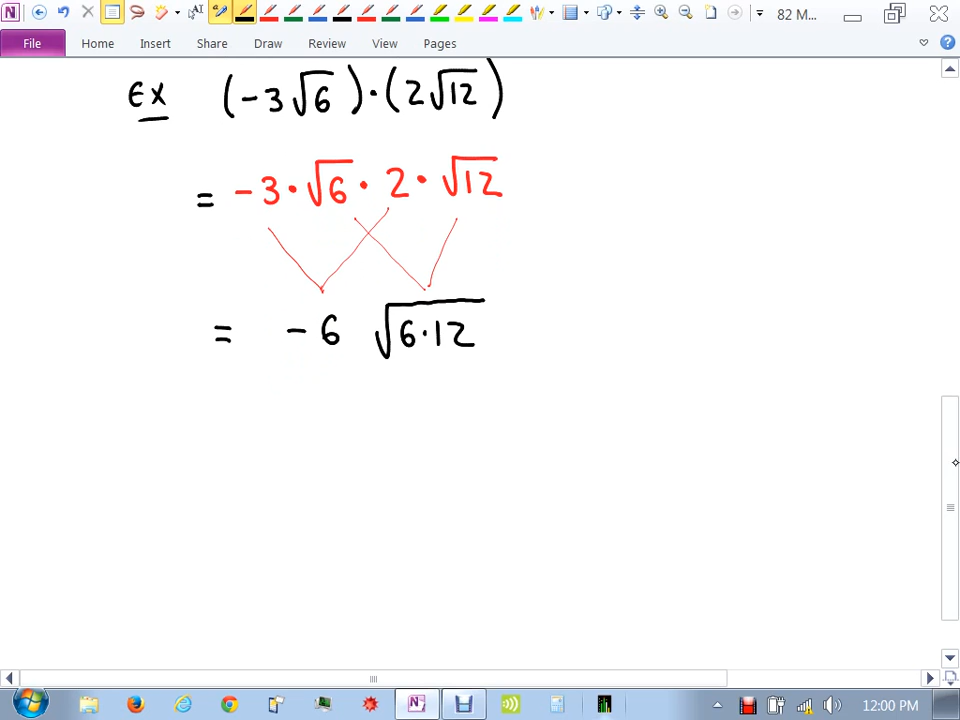 82 M...
File Home Insert Share Draw Review View Pages
Ex (-3√6)·(2√12)
= -3·√6·2·√12
= -6 √6·12
12:00 PM